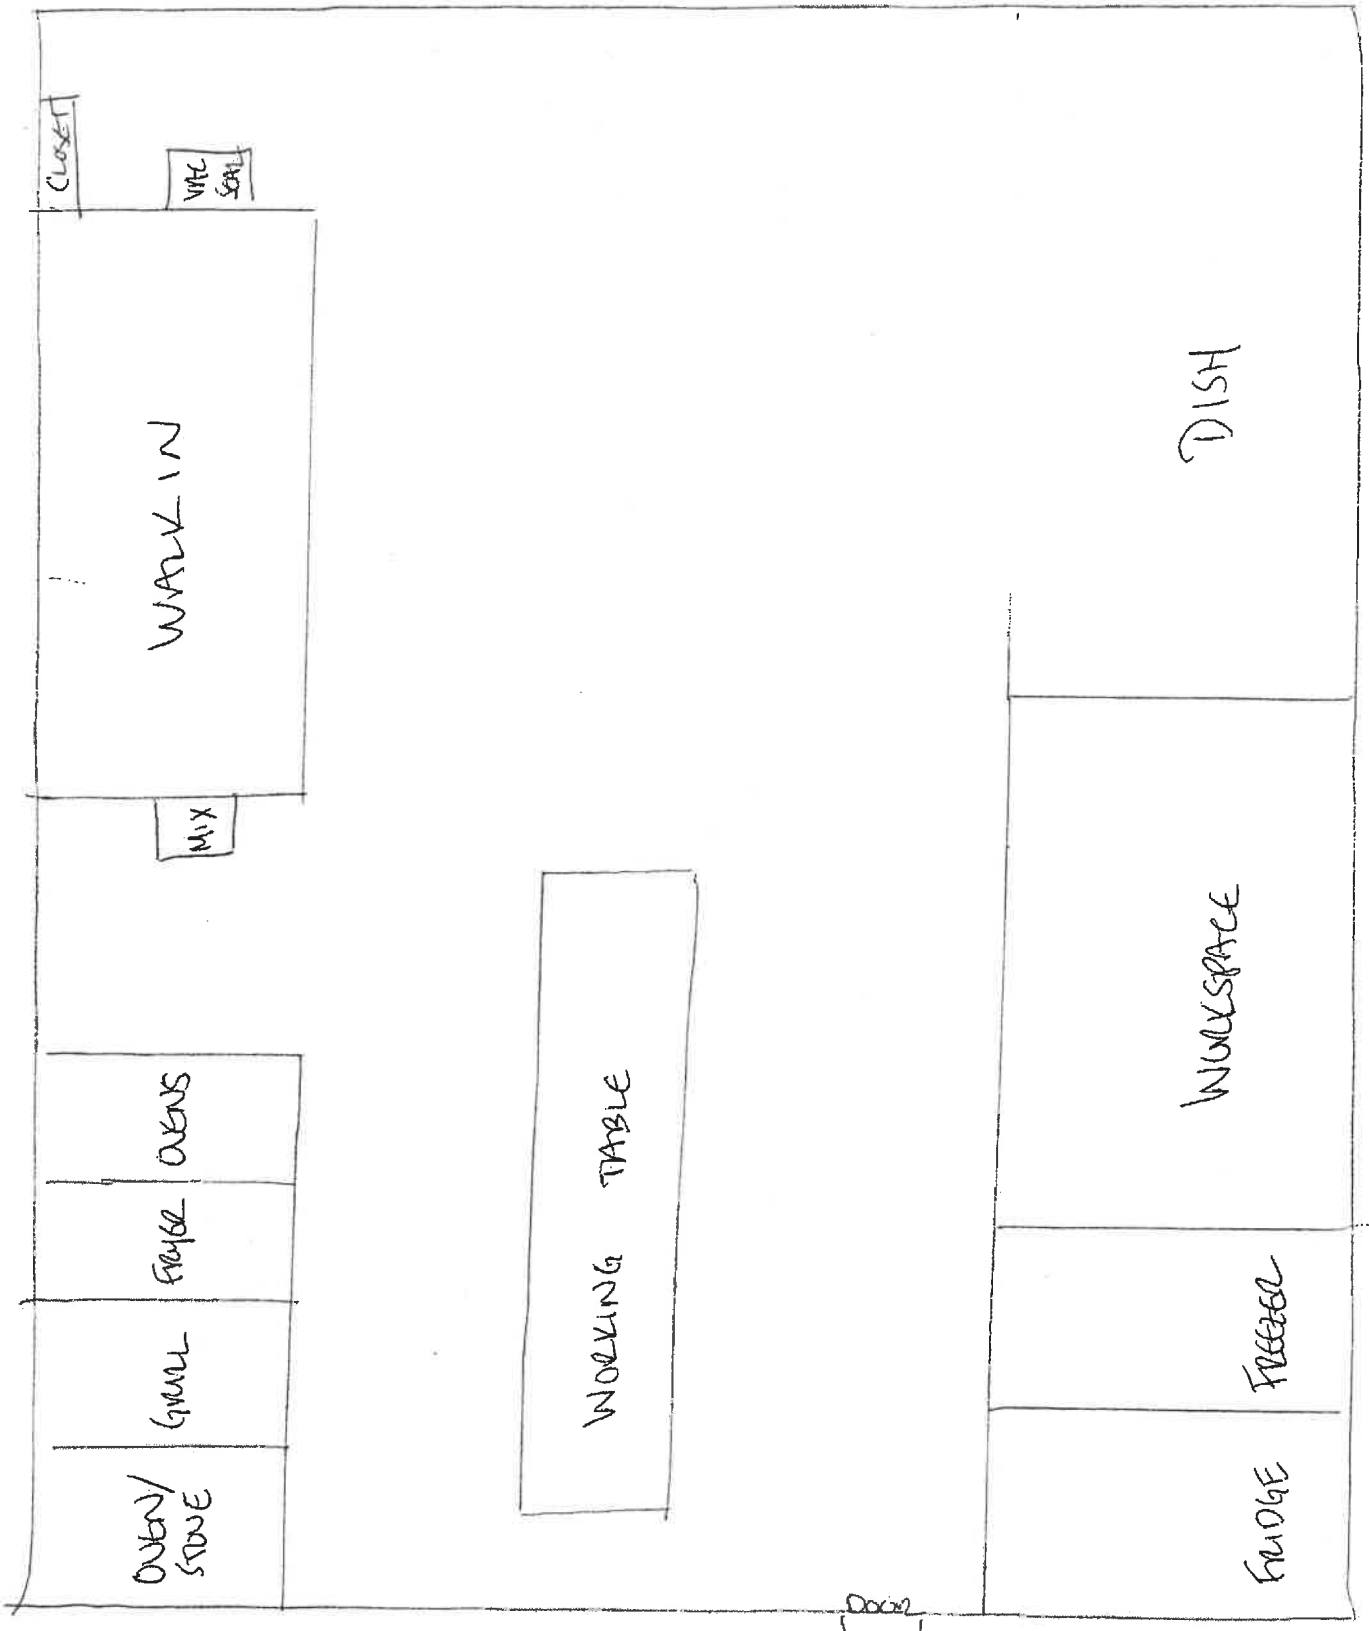 CLOSET
VAC
SEAL
WALK IN
MIX
DISH
OVENS
FRYER
GRILL
OVEN/
STOVE
WORKING TABLE
WORKSPACE
FREEZER
FRIDGE
DOOR